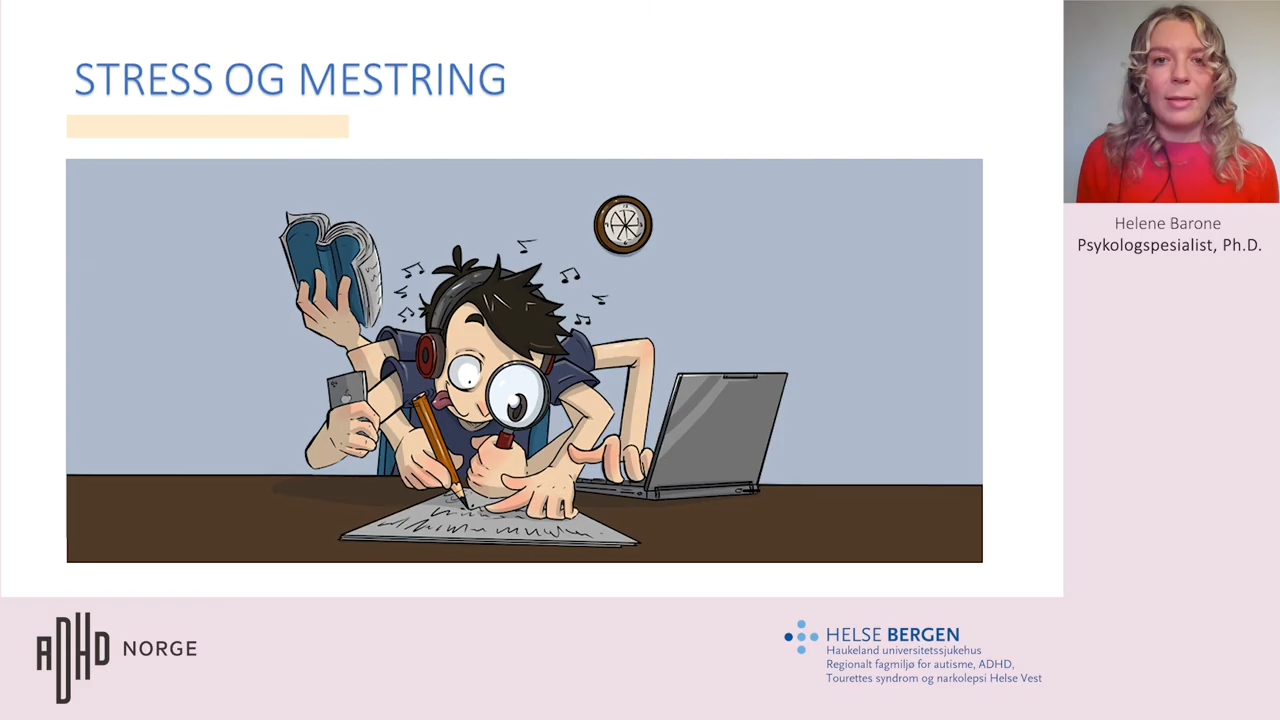 STRESS OG MESTRING
Helene Barone
Psykologspesialist, Ph.D.
ADHD NORGE
HELSE BERGEN
Haukeland universitetssjukehus
Regionalt fagmiljø for autisme, ADHD,
Tourettes syndrom og narkolepsi Helse Vest